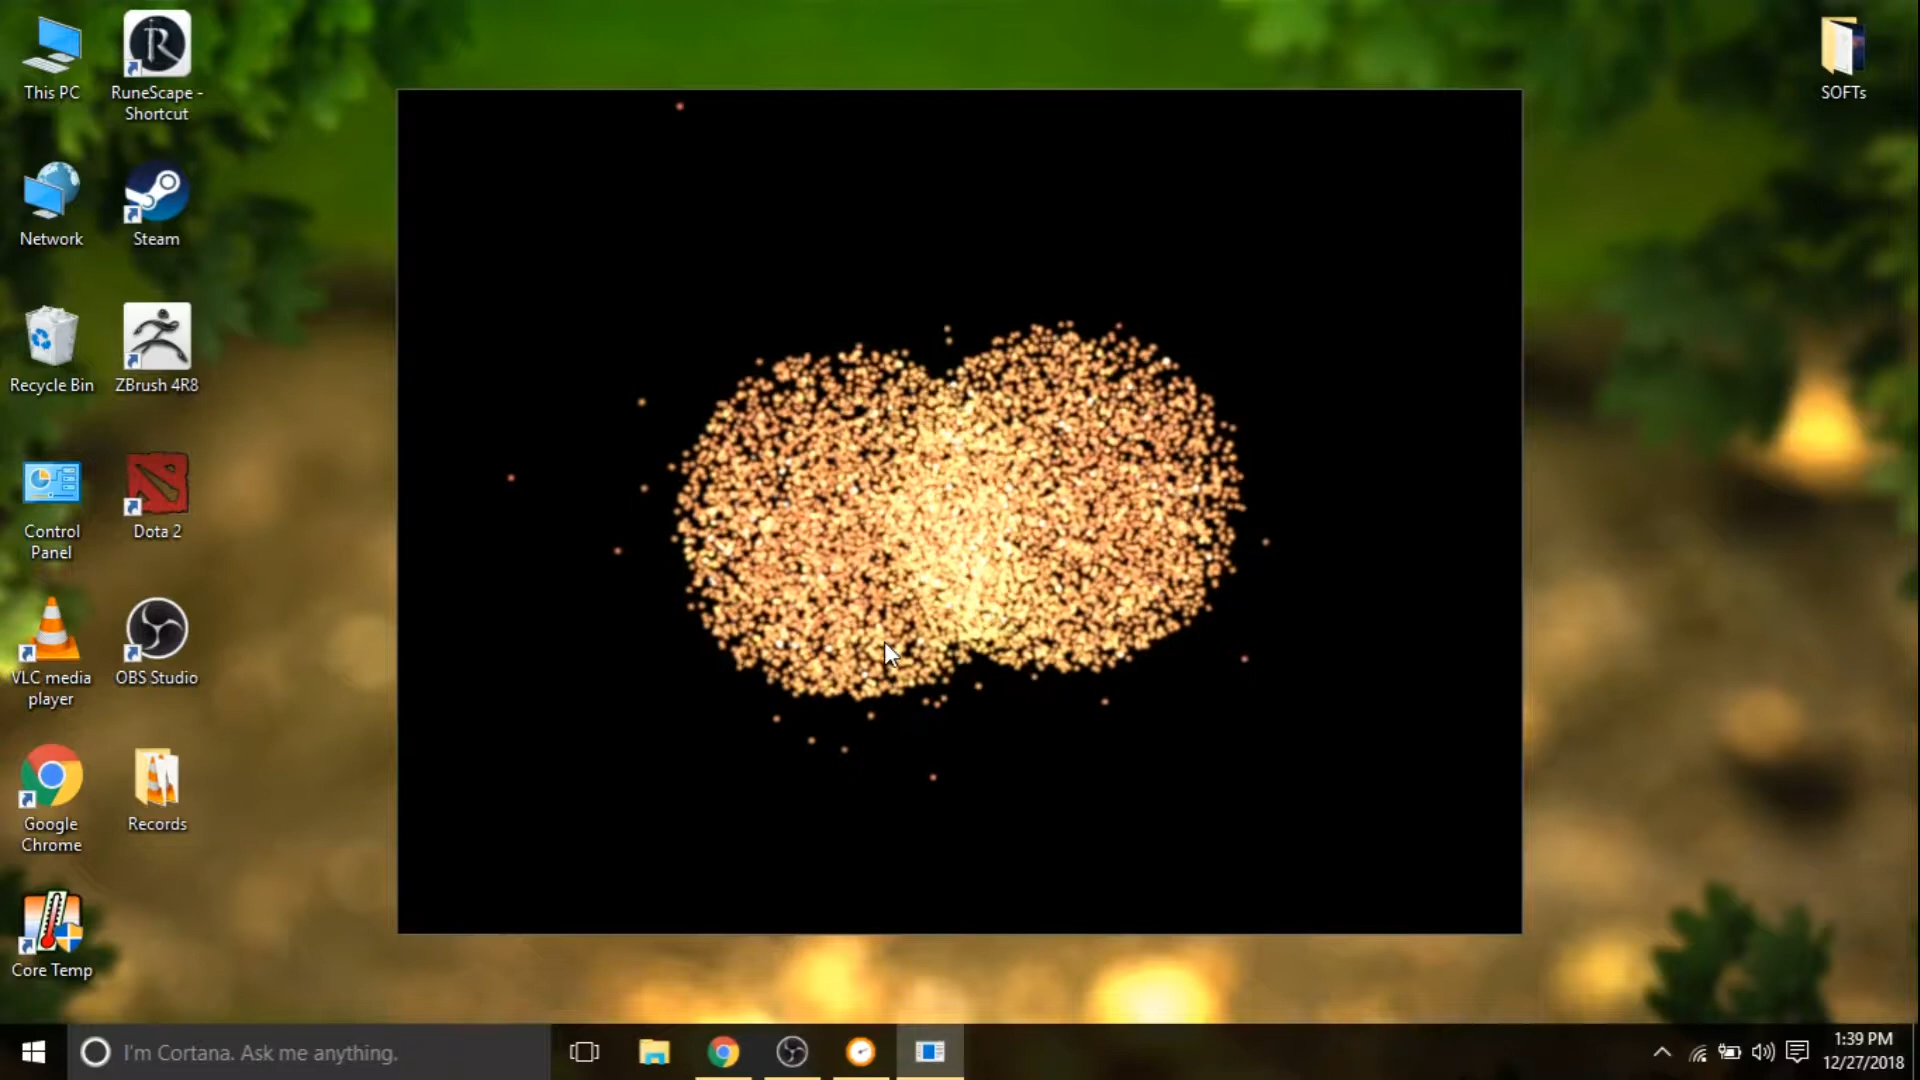 This PC
RuneScape -
Shortcut
SOFTs
Network
Steam
Recycle Bin
ZBrush 4R8
Control
Panel
Dota 2
VLC media
player
OBS Studio
Google
Chrome
Records
Core Temp
I'm Cortana. Ask me anything.
1:39 PM
12/27/2018